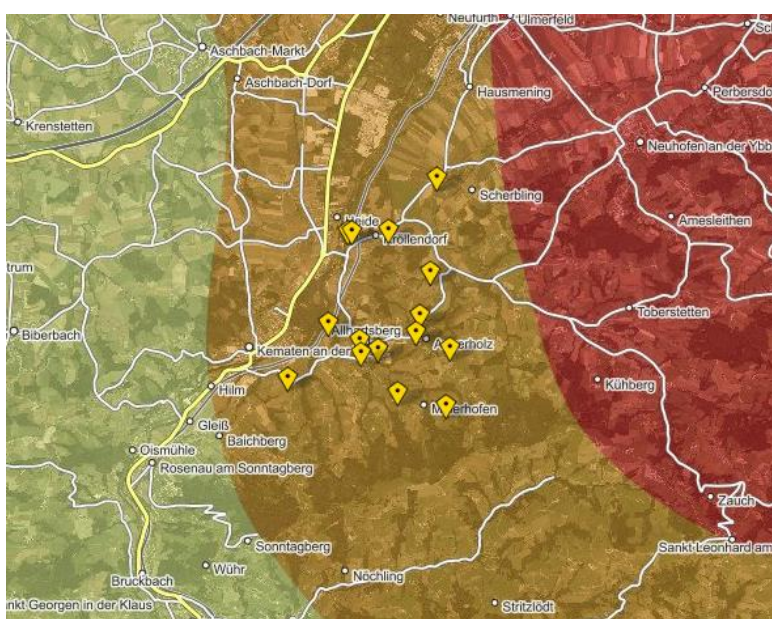 Neufurth
Ulmerfeld
Aschbach-Markt
Aschbach-Dorf
Hausmening
Perbersdo
Krenstetten
Neuhofen an der Ybb
Scherbling
Heide
Amesleithen
Kröllendorf
trum
Toberstetten
Biberbach
Allhartsberg
Kematen an der
Hilm
Kühberg
Gleiß
Baichberg
Oismühle
Rosenau am Sonntagberg
Zauch
Sonntagberg
Sankt Leonhard am
Wühr
Nöchling
Bruckbach
nkt Georgen in der Klaus
Stritzlödt